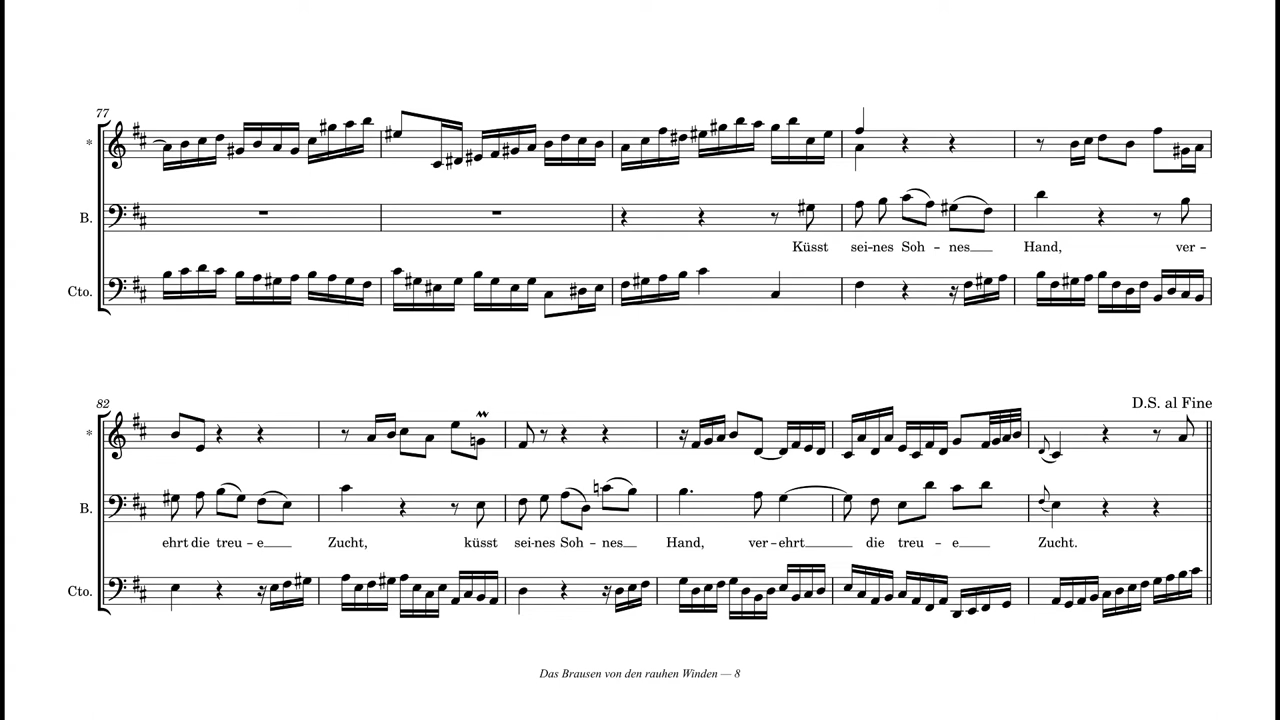 77
*
B.
Küsst sei-nes Soh - nes Hand, ver -
Cto.
82
D.S. al Fine
*
B.
ehrt die treu - e Zucht, küsst sei-nes Soh - nes Hand, ver-ehrt die treu - e Zucht.
Cto.
Das Brausen von den rauhen Winden — 8